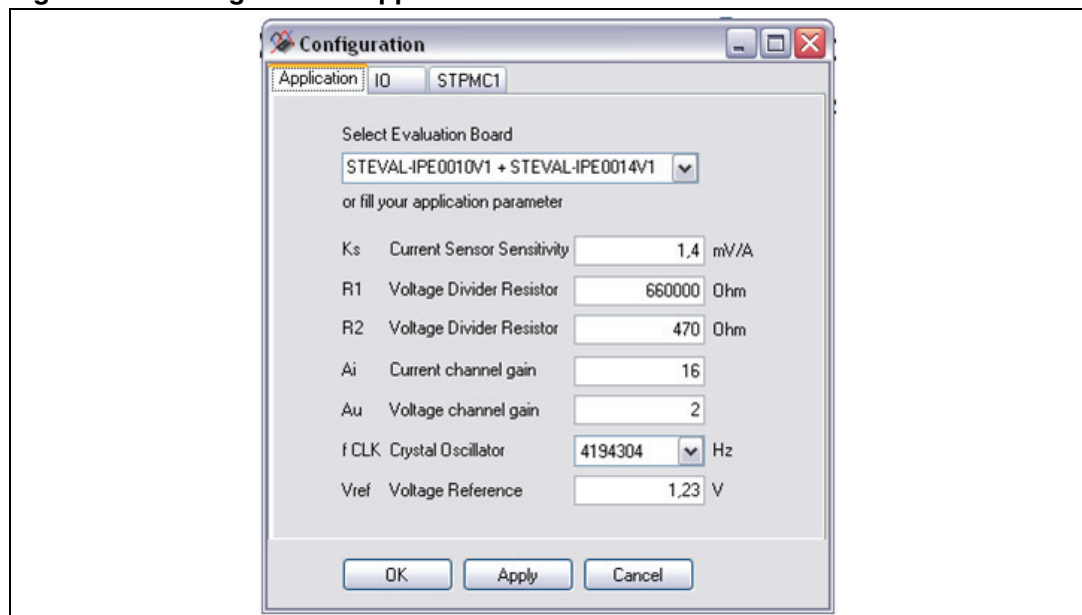 Configuration
Application IO STPMC1
Select Evaluation Board
STEVAL-IPE0010V1 + STEVAL-IPE0014V1
or fill your application parameter
Ks Current Sensor Sensitivity 1,4 mV/A
R1 Voltage Divider Resistor 660000 Ohm
R2 Voltage Divider Resistor 470 Ohm
Ai Current channel gain 16
Au Voltage channel gain 2
f CLK Crystal Oscillator 4194304 Hz
Vref Voltage Reference 1,23 V
OK Apply Cancel